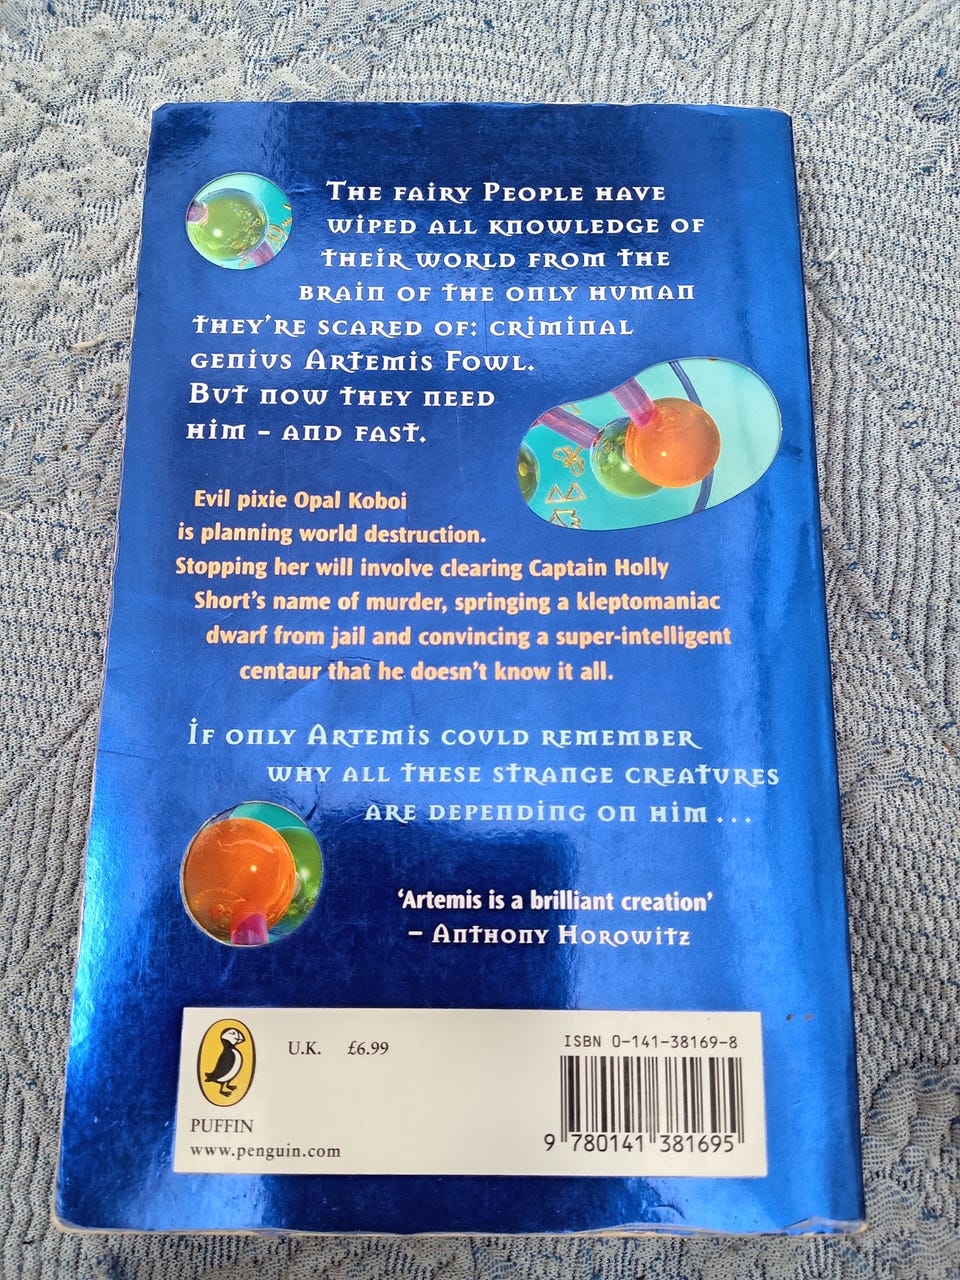 The fairy People have
wiped all knowledge of
their world from the
brain of the only human
they're scared of: criminal
genius Artemis Fowl.
But now they need
him – and fast.
Evil pixie Opal Koboi
is planning world destruction.
Stopping her will involve clearing Captain Holly
Short's name of murder, springing a kleptomaniac
dwarf from jail and convincing a super-intelligent
centaur that he doesn't know it all.
If only Artemis could remember
why all these strange creatures
are depending on him ...
'Artemis is a brilliant creation'
– Anthony Horowitz
U.K. £6.99
PUFFIN
www.penguin.com
ISBN 0-141-38169-8
9 780141 381695